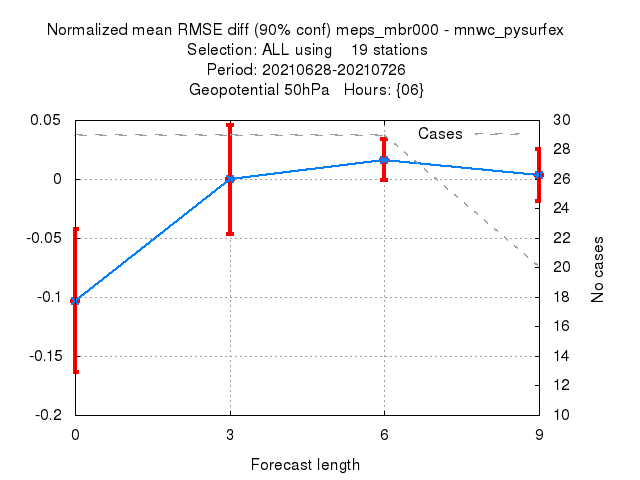 Normalized mean RMSE diff (90% conf) meps_mbr000 - mnwc_pysurfex
Selection: ALL using    19 stations
Period: 20210628-20210726
Geopotential 50hPa   Hours: {06}
0.05
0
-0.05
-0.1
-0.15
-0.2
Cases
30
28
26
24
22
20
18
16
14
12
10
No cases
0 3 6 9
Forecast length